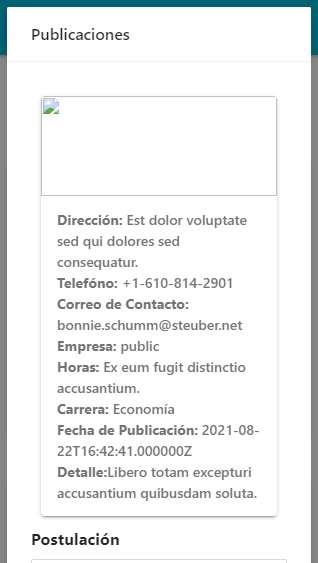 Publicaciones
Dirección: Est dolor voluptate
sed qui dolores sed
consequatur.
Telefóno: +1-610-814-2901
Correo de Contacto:
bonnie.schumm@steuber.net
Empresa: public
Horas: Ex eum fugit distinctio
accusantium.
Carrera: Economía
Fecha de Publicación: 2021-08-
22T16:42:41.000000Z
Detalle:Libero totam excepturi
accusantium quibusdam soluta.
Postulación